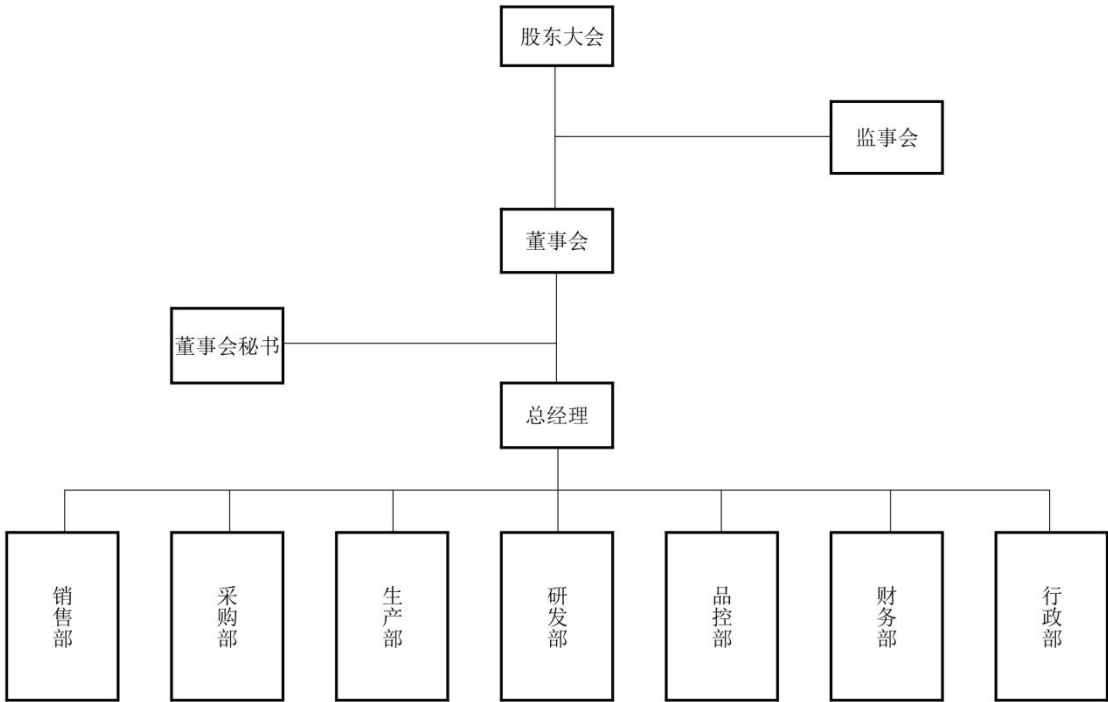 股东大会
监事会
董事会
董事会秘书
总经理
销售部
采购部
生产部
研发部
品控部
财务部
行政部